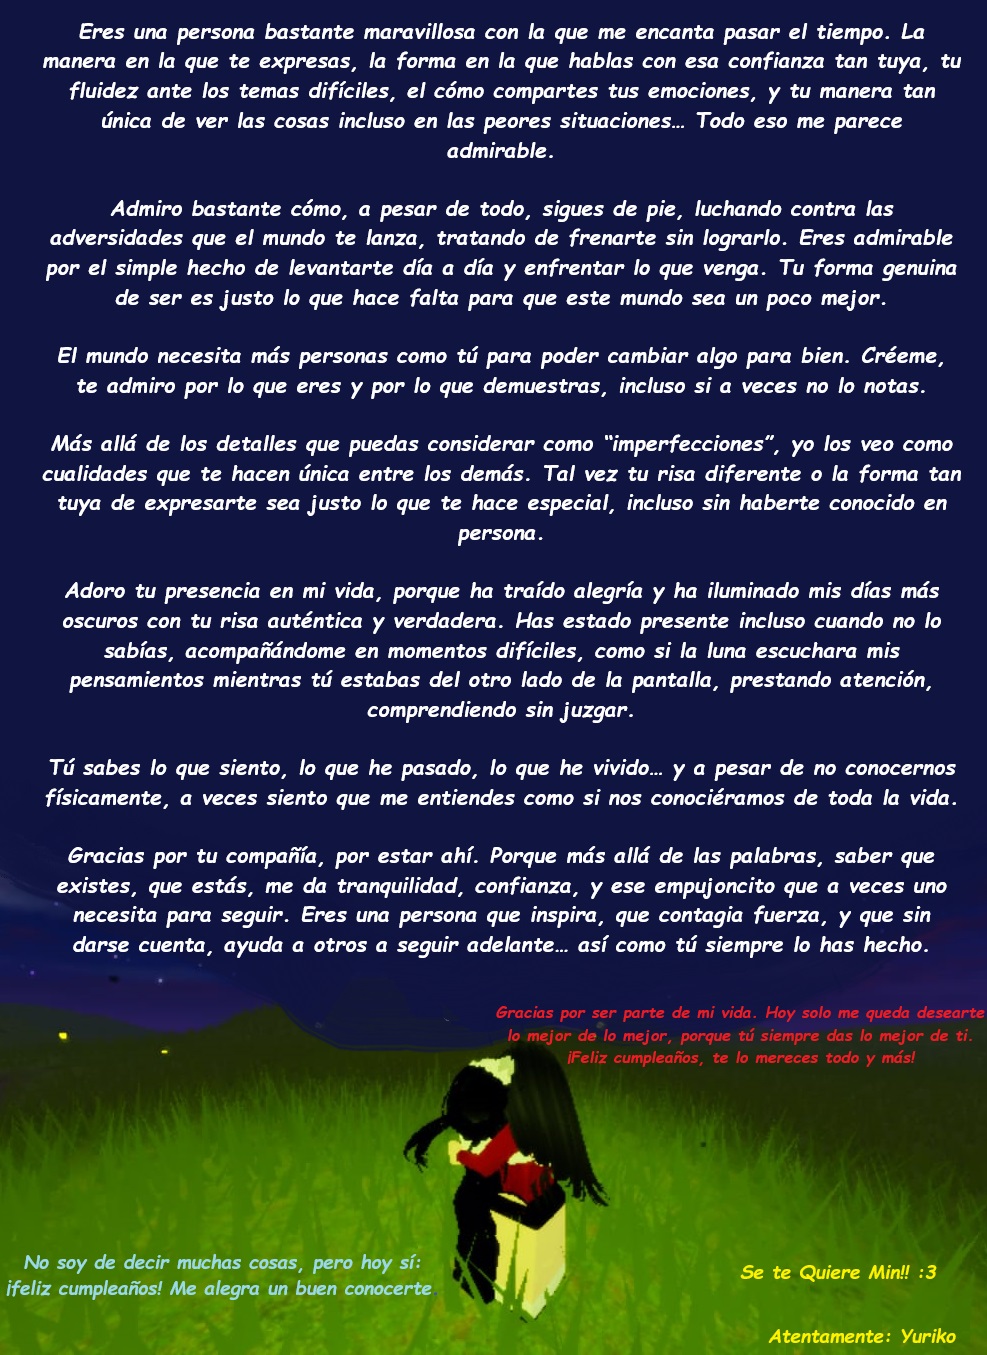 Eres una persona bastante maravillosa con la que me encanta pasar el tiempo. La
manera en la que te expresas, la forma en la que hablas con esa confianza tan tuya, tu
fluidez ante los temas difíciles, el cómo compartes tus emociones, y tu manera tan
única de ver las cosas incluso en las peores situaciones… Todo eso me parece
admirable.
Admiro bastante cómo, a pesar de todo, sigues de pie, luchando contra las
adversidades que el mundo te lanza, tratando de frenarte sin lograrlo. Eres admirable
por el simple hecho de levantarte día a día y enfrentar lo que venga. Tu forma genuina
de ser es justo lo que hace falta para que este mundo sea un poco mejor.
El mundo necesita más personas como tú para poder cambiar algo para bien. Créeme,
te admiro por lo que eres y por lo que demuestras, incluso si a veces no lo notas.
Más allá de los detalles que puedas considerar como “imperfecciones”, yo los veo como
cualidades que te hacen única entre los demás. Tal vez tu risa diferente o la forma tan
tuya de expresarte sea justo lo que te hace especial, incluso sin haberte conocido en
persona.
Adoro tu presencia en mi vida, porque ha traído alegría y ha iluminado mis días más
oscuros con tu risa auténtica y verdadera. Has estado presente incluso cuando no lo
sabías, acompañándome en momentos difíciles, como si la luna escuchara mis
pensamientos mientras tú estabas del otro lado de la pantalla, prestando atención,
comprendiendo sin juzgar.
Tú sabes lo que siento, lo que he pasado, lo que he vivido… y a pesar de no conocernos
físicamente, a veces siento que me entiendes como si nos conociéramos de toda la vida.
Gracias por tu compañía, por estar ahí. Porque más allá de las palabras, saber que
existes, que estás, me da tranquilidad, confianza, y ese empujoncito que a veces uno
necesita para seguir. Eres una persona que inspira, que contagia fuerza, y que sin
darse cuenta, ayuda a otros a seguir adelante… así como tú siempre lo has hecho.
Gracias por ser parte de mi vida. Hoy solo me queda desearte
lo mejor de lo mejor, porque tú siempre das lo mejor de ti.
¡Feliz cumpleaños, te lo mereces todo y más!
No soy de decir muchas cosas, pero hoy sí:
¡feliz cumpleaños! Me alegra un buen conocerte.
Se te Quiere Min!! :3
Atentamente: Yuriko